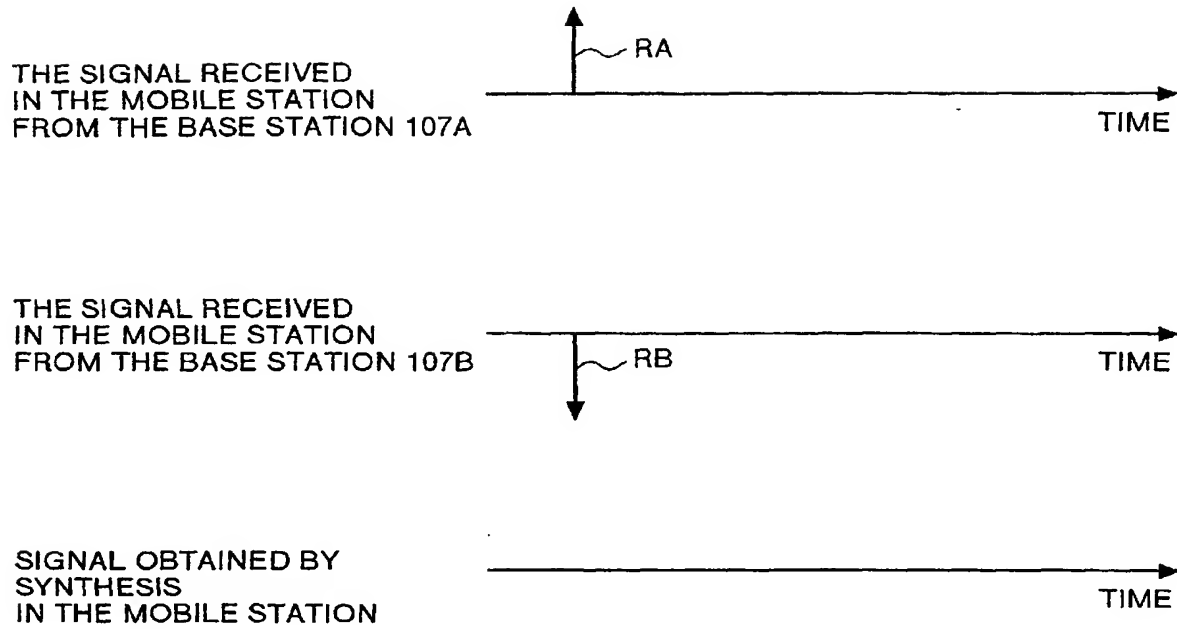 RA
THE SIGNAL RECEIVED
IN THE MOBILE STATION
FROM THE BASE STATION 107A
TIME
THE SIGNAL RECEIVED
IN THE MOBILE STATION
FROM THE BASE STATION 107B
TIME
RB
SIGNAL OBTAINED BY
SYNTHESIS
IN THE MOBILE STATION
TIME